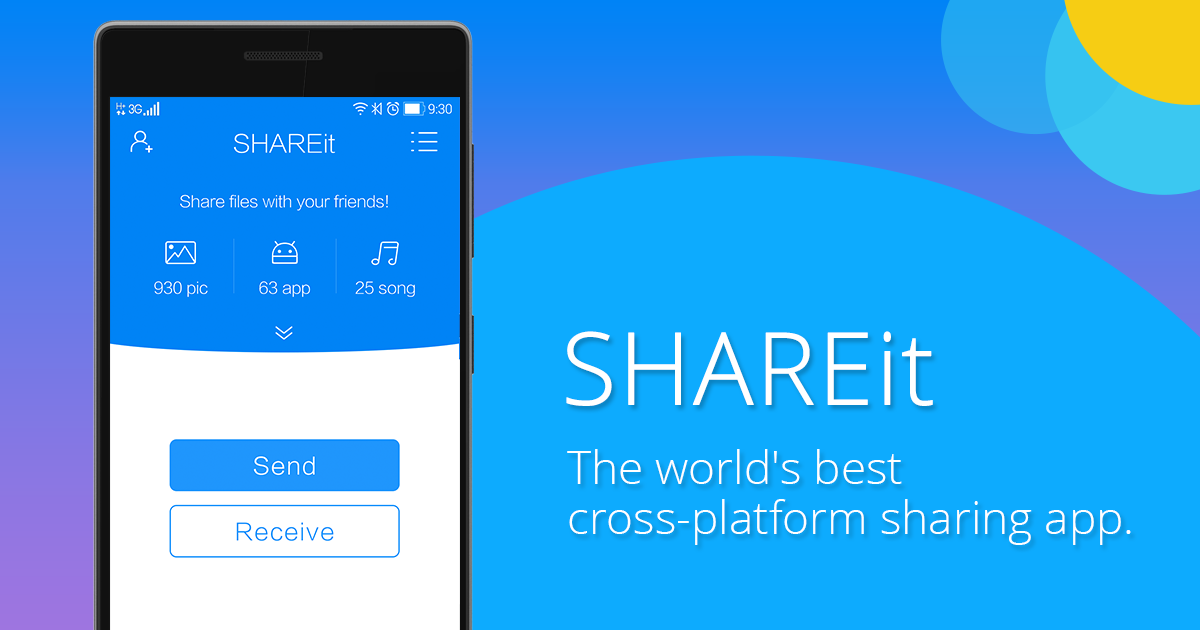 3G 9:30
SHAREit
Share files with your friends!
930 pic 63 app 25 song
Send
Receive
SHAREit
The world's best
cross-platform sharing app.